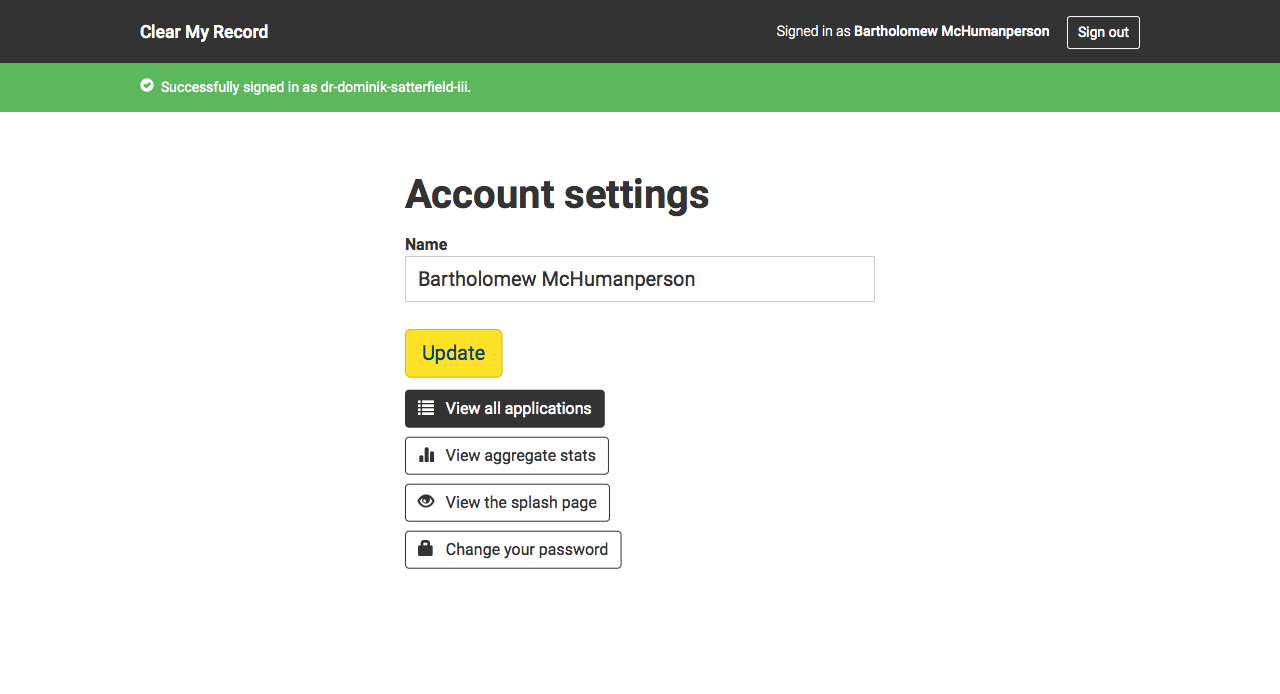 Clear My Record
Signed in as Bartholomew McHumanperson
Sign out
Successfully signed in as dr-dominik-satterfield-iii.
Account settings
Name
Bartholomew McHumanperson
Update
View all applications
View aggregate stats
View the splash page
Change your password